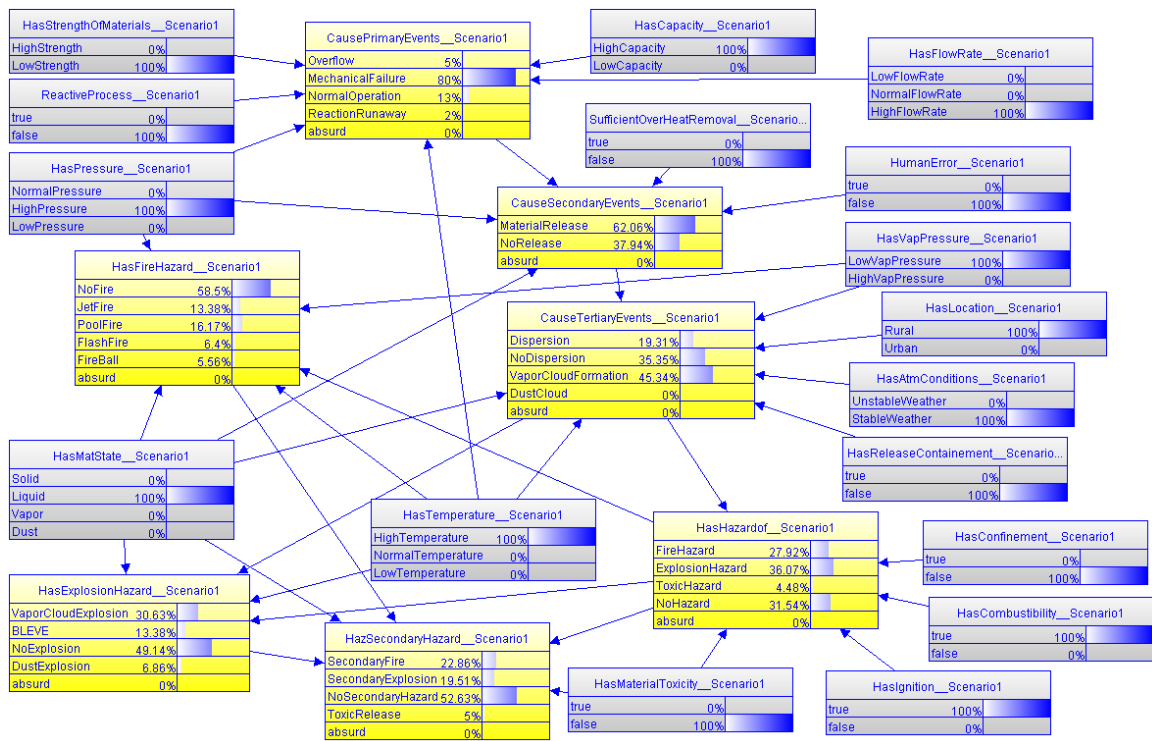 HasStrengthOfMaterials__Scenario1
HighStrength 0%
LowStrength 100%
CausePrimaryEvents__Scenario1
Overflow 5%
MechanicalFailure 80%
NormalOperation 13%
ReactionRunaway 2%
absurd 0%
HasCapacity__Scenario1
HighCapacity 100%
LowCapacity 0%
HasFlowRate__Scenario1
LowFlowRate 0%
NormalFlowRate 0%
HighFlowRate 100%
ReactiveProcess__Scenario1
true 0%
false 100%
SufficientOverHeatRemoval__Scenario...
true 0%
false 100%
HasPressure__Scenario1
NormalPressure 0%
HighPressure 100%
LowPressure 0%
HumanError__Scenario1
true 0%
false 100%
CauseSecondaryEvents__Scenario1
MaterialRelease 62.06%
NoRelease 37.94%
absurd 0%
HasVapPressure__Scenario1
LowVapPressure 100%
HighVapPressure 0%
HasFireHazard__Scenario1
NoFire 58.5%
JetFire 13.38%
PoolFire 16.17%
FlashFire 6.4%
FireBall 5.56%
absurd 0%
HasLocation__Scenario1
Rural 100%
Urban 0%
CauseTertiaryEvents__Scenario1
Dispersion 19.31%
NoDispersion 35.35%
VaporCloudFormation 45.34%
DustCloud 0%
absurd 0%
HasAtmConditions__Scenario1
UnstableWeather 0%
StableWeather 100%
HasMatState__Scenario1
Solid 0%
Liquid 100%
Vapor 0%
Dust 0%
HasReleaseContainement__Scenario...
true 0%
false 100%
HasTemperature__Scenario1
HighTemperature 100%
NormalTemperature 0%
LowTemperature 0%
HasHazardof__Scenario1
FireHazard 27.92%
ExplosionHazard 36.07%
ToxicHazard 4.48%
NoHazard 31.54%
absurd 0%
HasConfinement__Scenario1
true 0%
false 100%
HasExplosionHazard__Scenario1
VaporCloudExplosion 30.63%
BLEVE 13.38%
NoExplosion 49.14%
DustExplosion 6.86%
absurd 0%
HasCombustibility__Scenario1
true 100%
false 0%
HazSecondaryHazard__Scenario1
SecondaryFire 22.86%
SecondaryExplosion 19.51%
NoSecondaryHazard 52.63%
ToxicRelease 5%
absurd 0%
HasMaterialToxicity__Scenario1
true 0%
false 100%
HasIgnition__Scenario1
true 100%
false 0%